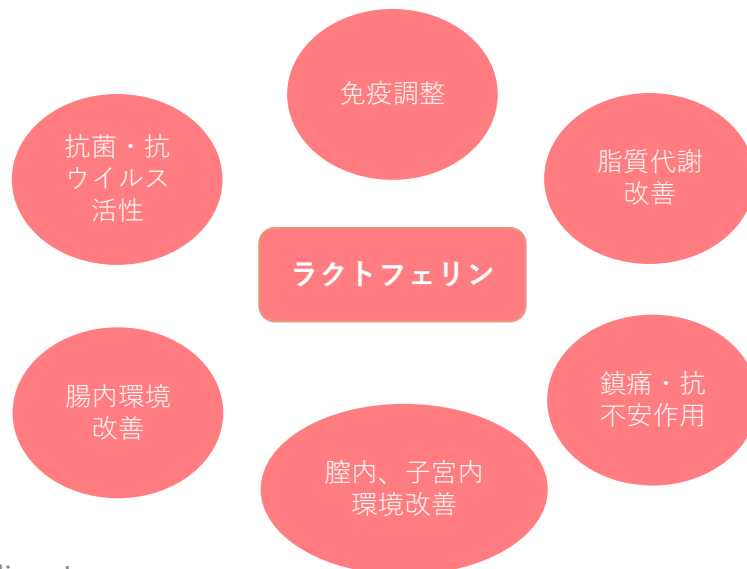 免疫調整
抗菌・抗
ウイルス
活性
脂質代謝
改善
ラクトフェリン
腸内環境
改善
鎮痛・抗
不安作用
膣内、子宮内
環境改善